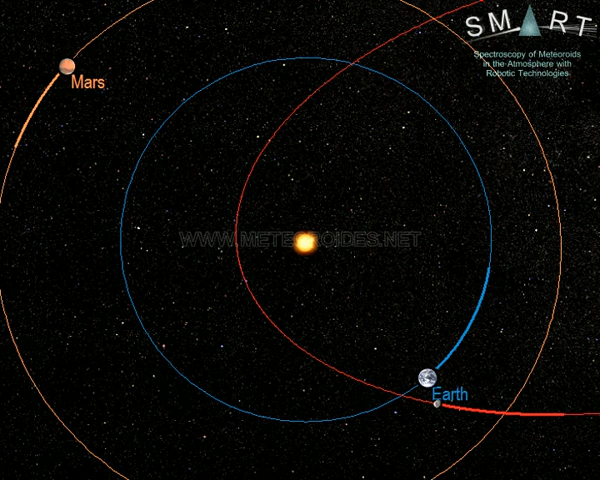 SMART
Spectroscopy of Meteoroids
in the Atmosphere with
Robotic Technologies
Mars
WWW.METEOROIDES.NET
Earth